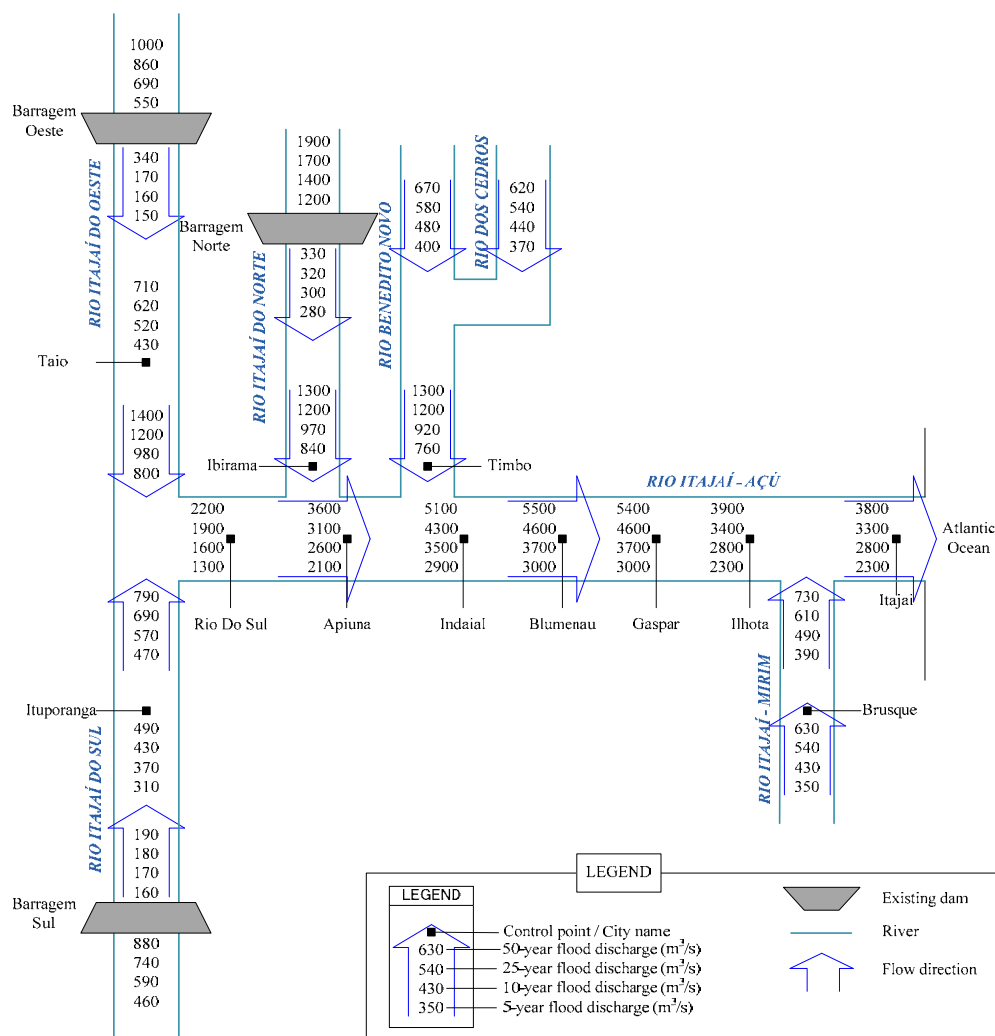 1000
860
690
550
Barragem
Oeste
340
170
160
150
RIO ITAJAÍ DO OESTE
710
620
520
430
Taio
1400
1200
980
800
1900
1700
1400
1200
Barragem
Norte
330
320
300
280
RIO ITAJAÍ DO NORTE
1300
1200
970
840
Ibirama
RIO BENEDITO NOVO
670
580
480
400
RIO DOS CEDROS
620
540
440
370
1300
1200
920
760
Timbo
RIO ITAJAÍ - AÇÚ
2200
1900
1600
1300
Rio Do Sul
3600
3100
2600
2100
Apiuna
5100
4300
3500
2900
Indaial
5500
4600
3700
3000
Blumenau
5400
4600
3700
3000
Gaspar
3900
3400
2800
2300
Ilhota
3800
3300
2800
2300
Itajai
Atlantic
Ocean
790
690
570
470
Ituporanga
490
430
370
310
RIO ITAJAÍ DO SUL
190
180
170
160
Barragem
Sul
880
740
590
460
730
610
490
390
RIO ITAJAÍ - MIRIM
Brusque
630
540
430
350
LEGEND
LEGEND
Control point / City name
630 50-year flood discharge (m³/s)
540 25-year flood discharge (m³/s)
430 10-year flood discharge (m³/s)
350 5-year flood discharge (m³/s)
Existing dam
River
Flow direction